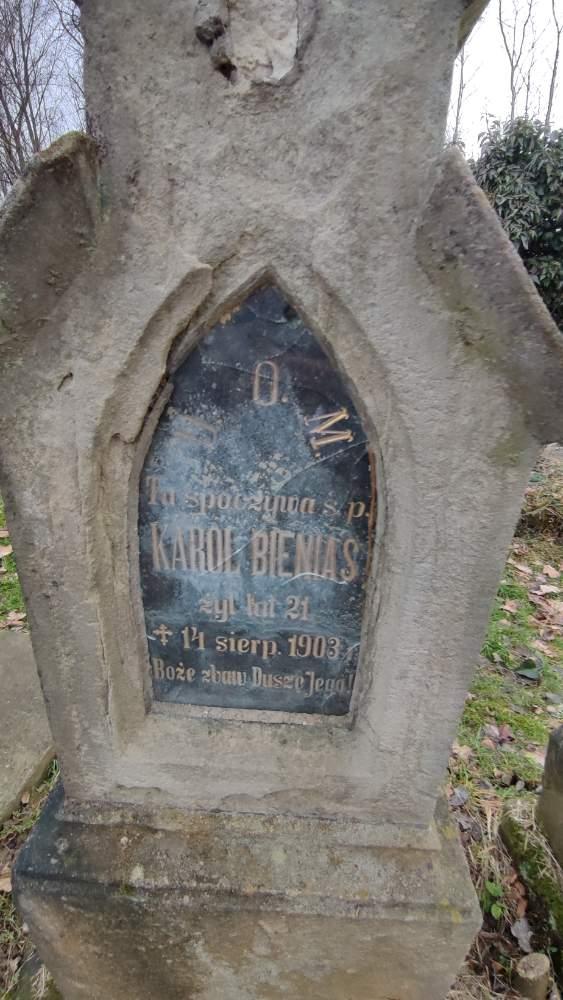 D. O. M.
Tu spoczywa ś. p.
KAROL BIENIAS
żył lat 21
✝ 14 sierp. 1903.
Boże zbaw Duszę Jego!